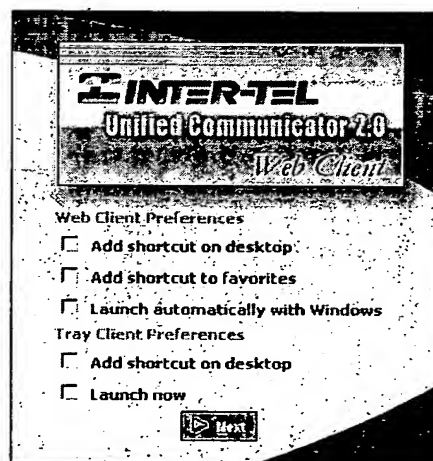 INTER-TEL
Unified Communicator 2.0
Web Client
Web Client Preferences
Add shortcut on desktop
Add shortcut to favorites
Launch automatically with Windows
Tray Client Preferences
Add shortcut on desktop
Launch now
Next